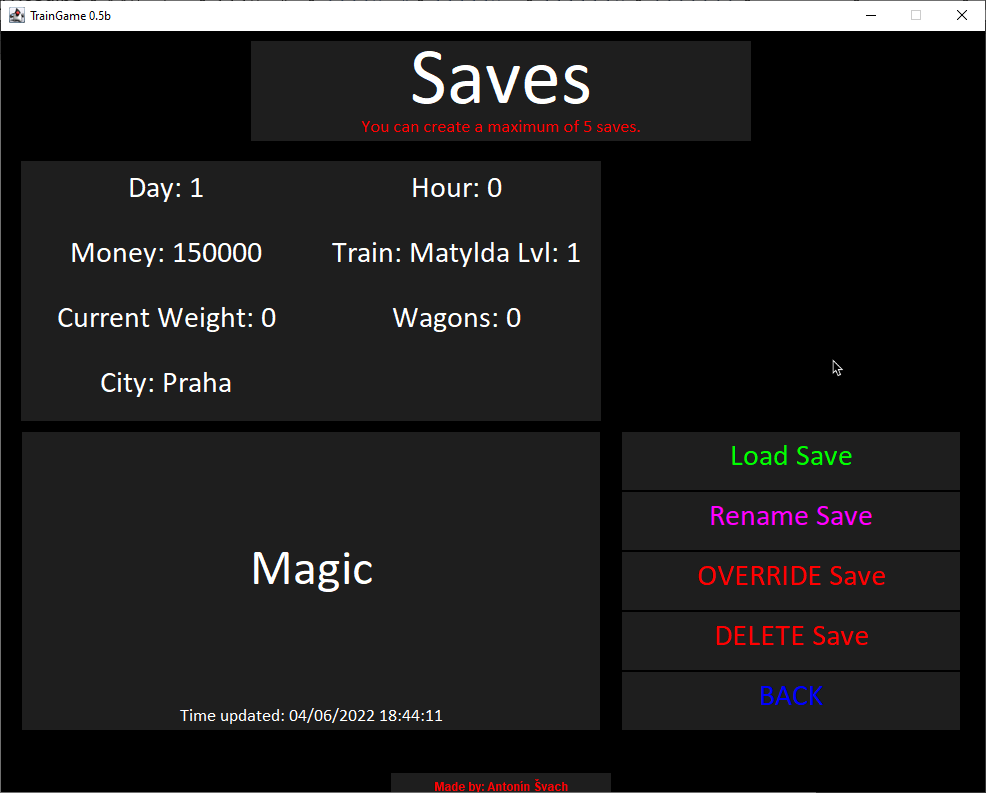 TrainGame 0.5b
Saves
You can create a maximum of 5 saves.
Day: 1
Hour: 0
Money: 150000
Train: Matylda Lvl: 1
Current Weight: 0
Wagons: 0
City: Praha
Magic
Time updated: 04/06/2022 18:44:11
Load Save
Rename Save
OVERRIDE Save
DELETE Save
BACK
Made by: Antonin Švach